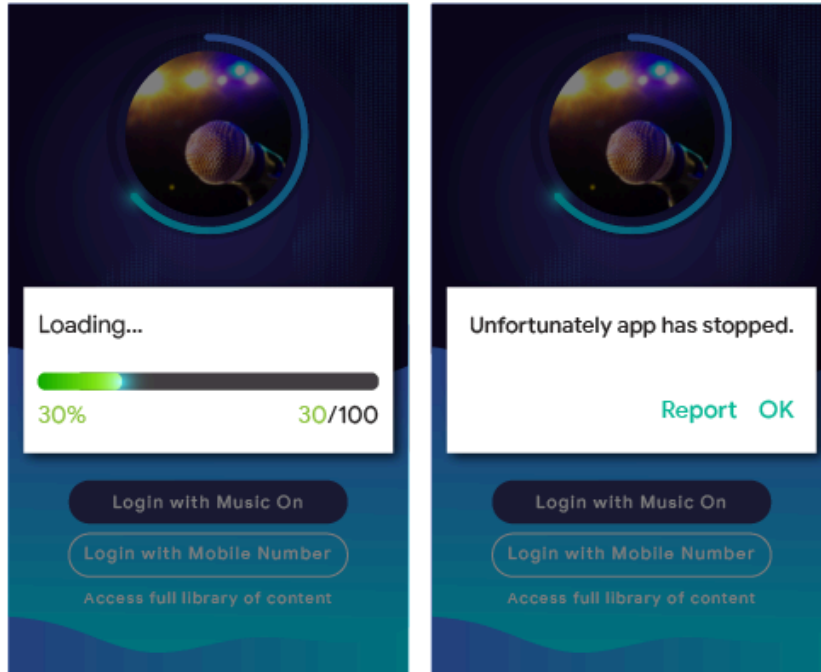 Loading...
30% 30/100
Login with Music On
Login with Mobile Number
Access full library of content
Unfortunately app has stopped.
Report OK
Login with Music On
Login with Mobile Number
Access full library of content